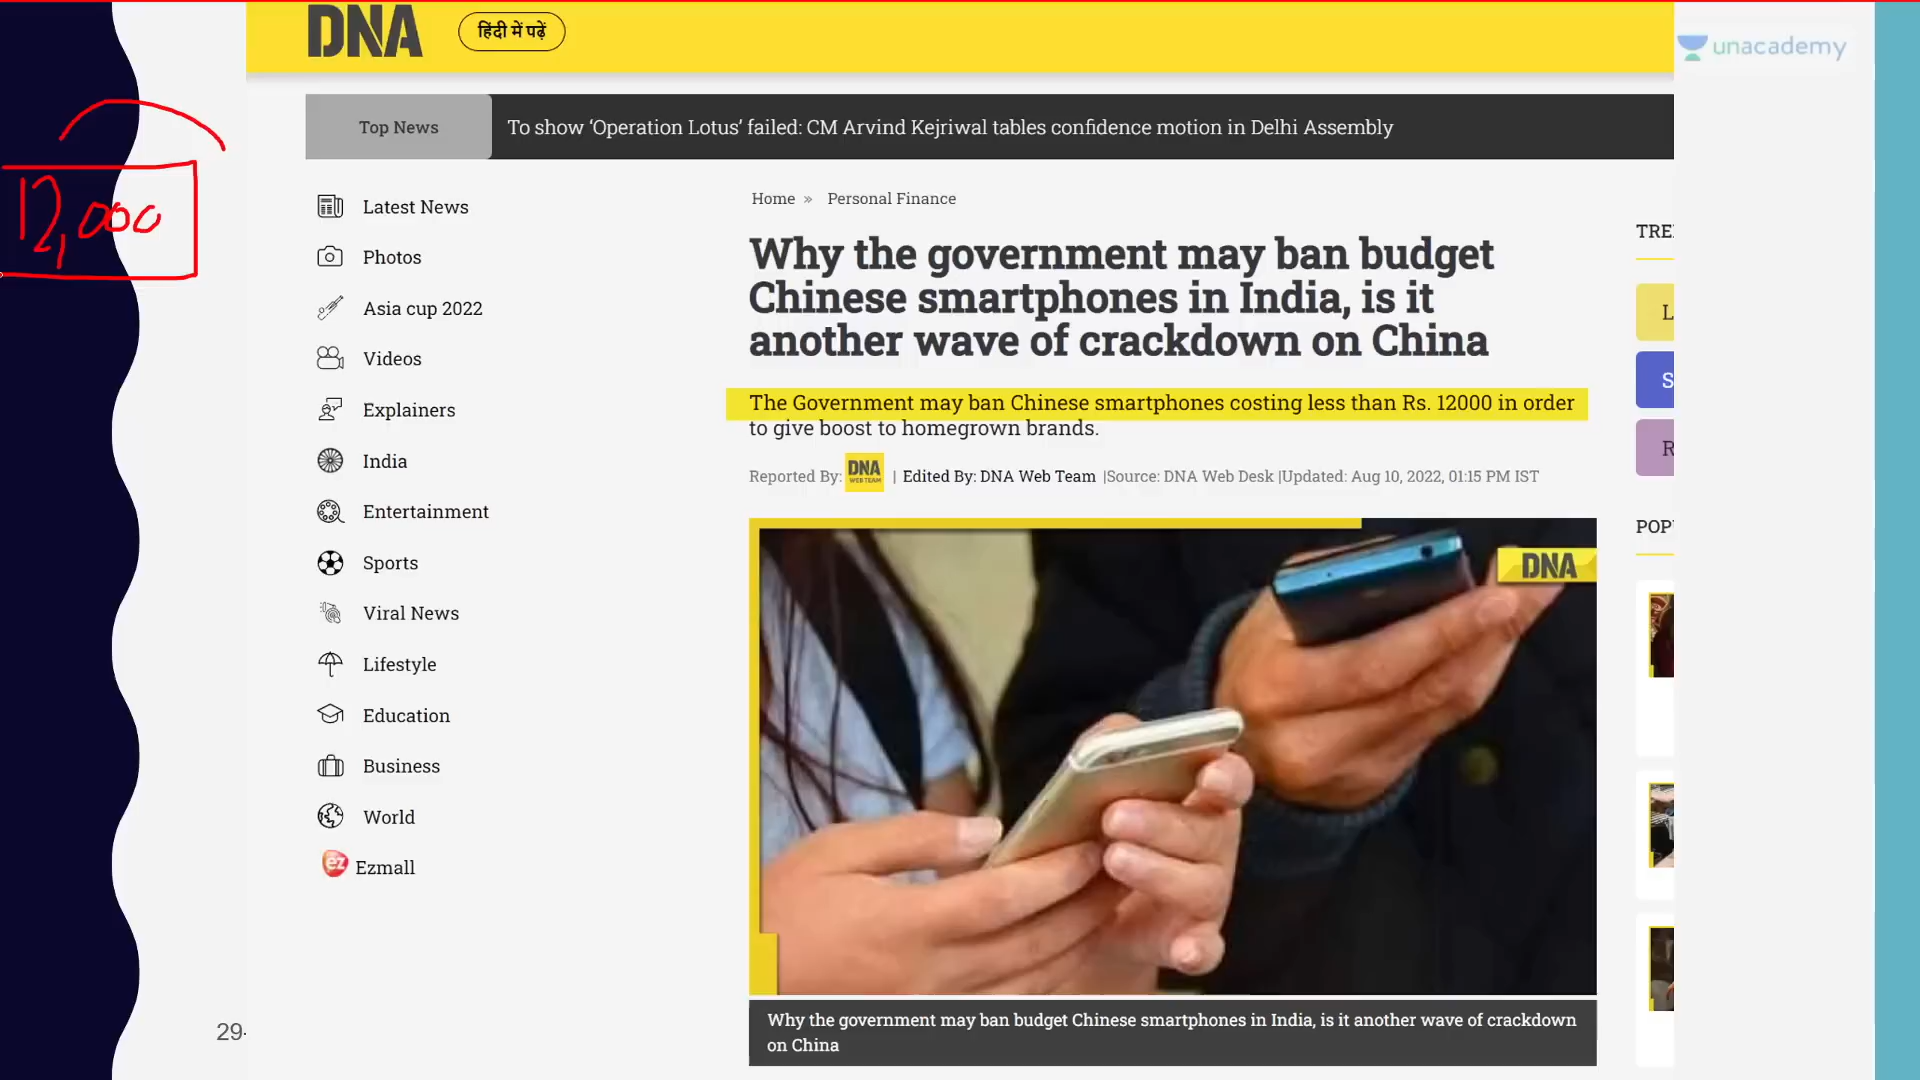 DNA
हिंदी में पढ़ें
unacademy
Top News
To show ‘Operation Lotus’ failed: CM Arvind Kejriwal tables confidence motion in Delhi Assembly
12,000
Latest News
Photos
Asia cup 2022
Videos
Explainers
India
Entertainment
Sports
Viral News
Lifestyle
Education
Business
World
ez Ezmall
Home » Personal Finance
Why the government may ban budget
Chinese smartphones in India, is it
another wave of crackdown on China
The Government may ban Chinese smartphones costing less than Rs. 12000 in order
to give boost to homegrown brands.
Reported By: DNA WEB TEAM | Edited By: DNA Web Team |Source: DNA Web Desk |Updated: Aug 10, 2022, 01:15 PM IST
DNA
Why the government may ban budget Chinese smartphones in India, is it another wave of crackdown
on China
TRE
L
S
R
POP
29-